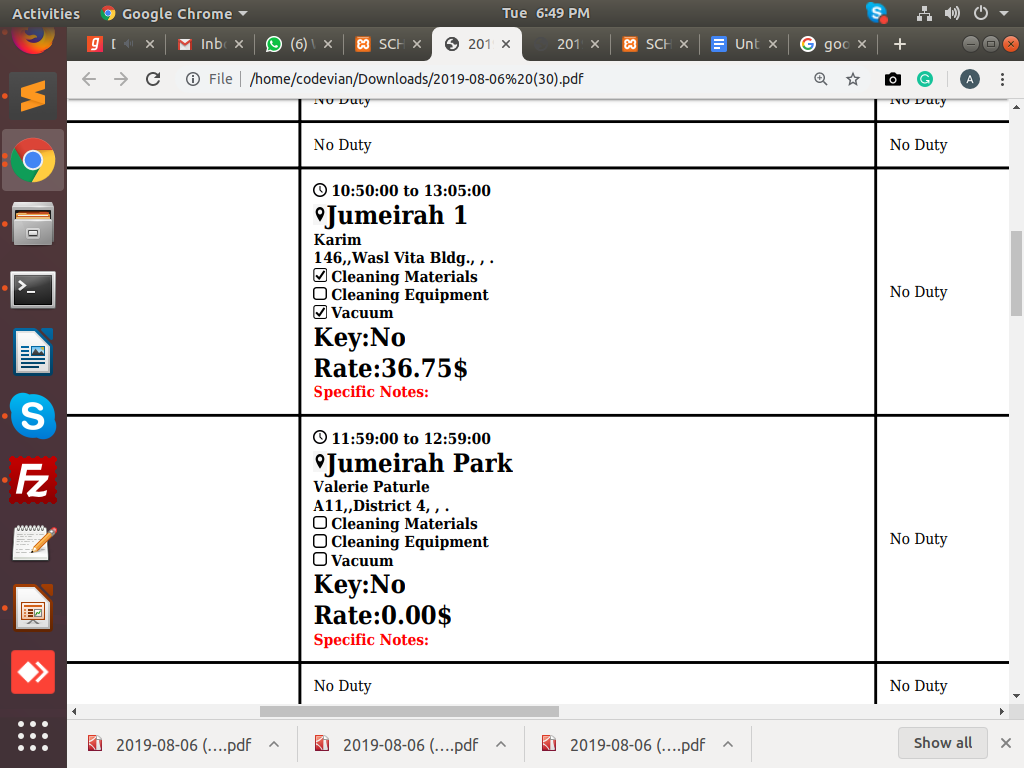 Activities
Google Chrome
Tue 6:49 PM
g
Inb
(6)
SCH
201
201
SCH
Unt
goo
File
/home/codevian/Downloads/2019-08-06%20(30).pdf
A
No Duty
No Duty
No Duty
No Duty
10:50:00 to 13:05:00
Jumeirah 1
Karim
146,,Wasl Vita Bldg., , .
Cleaning Materials
Cleaning Equipment
Vacuum
Key:No
Rate:36.75$
Specific Notes:
No Duty
11:59:00 to 12:59:00
Jumeirah Park
Valerie Paturle
A11,,District 4, , .
Cleaning Materials
Cleaning Equipment
Vacuum
Key:No
Rate:0.00$
Specific Notes:
No Duty
No Duty
No Duty
2019-08-06 (....pdf
2019-08-06 (....pdf
2019-08-06 (....pdf
Show all